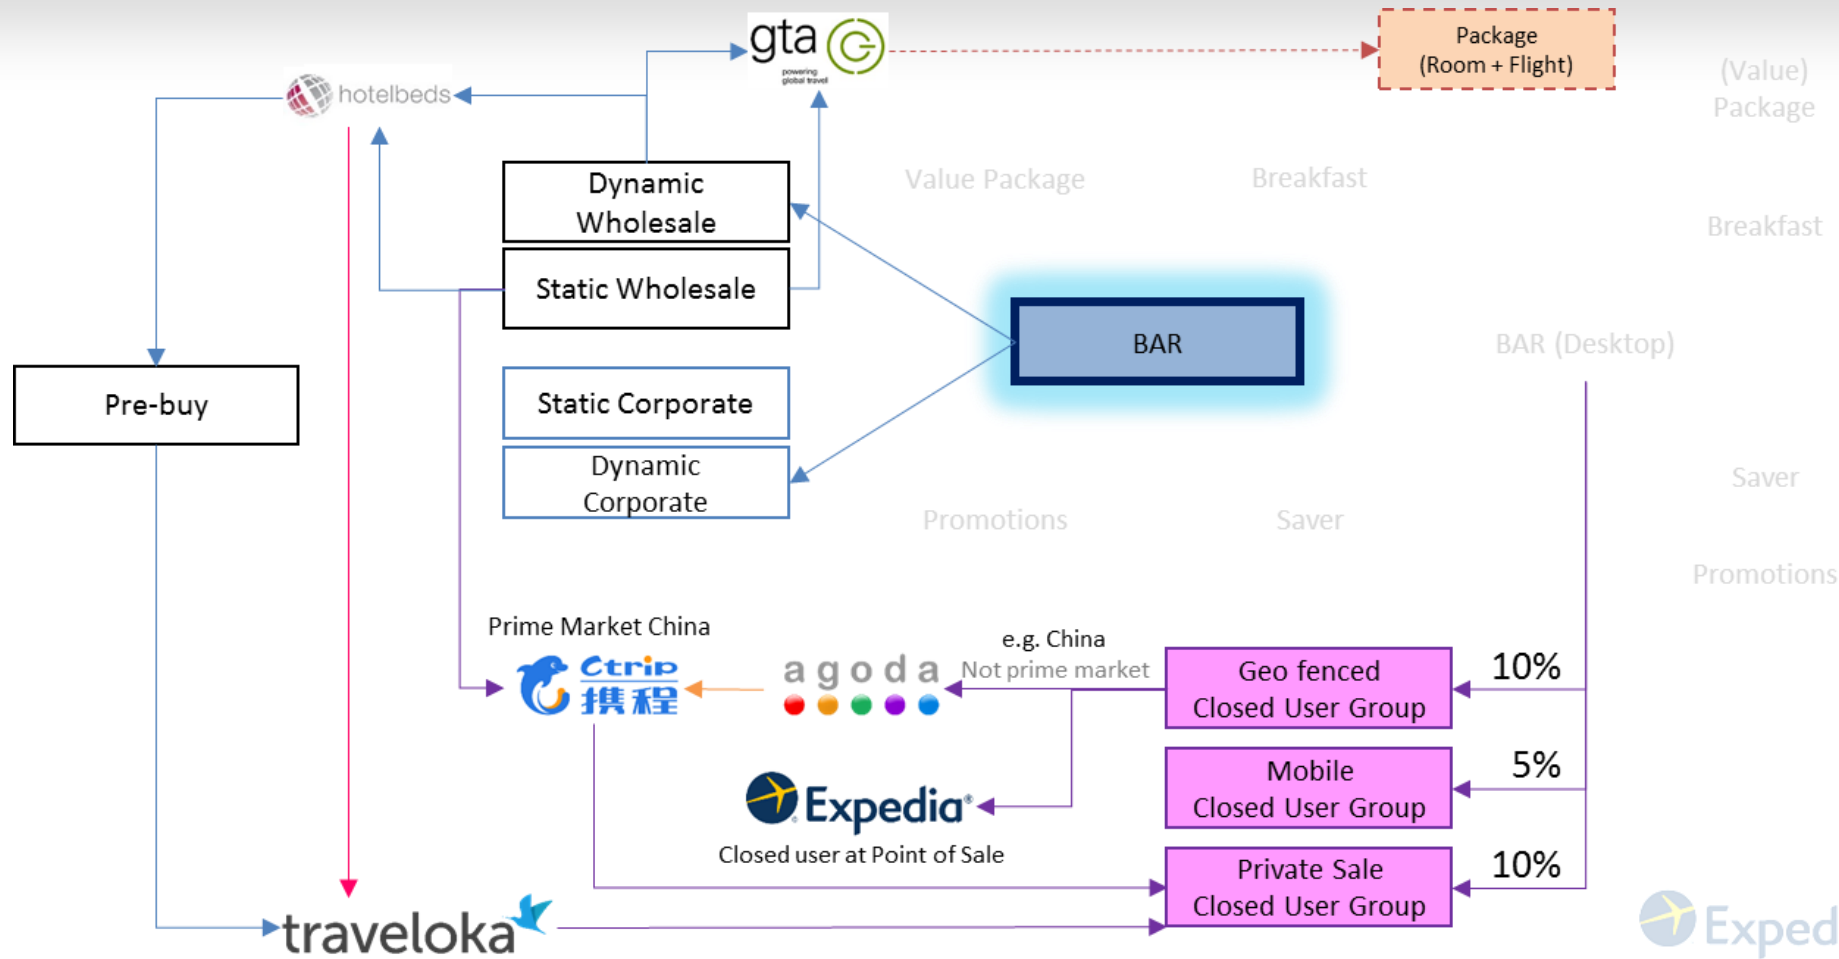 gta
powering
global travel
Package
(Room + Flight)
(Value)
Package
hotelbeds
Dynamic
Wholesale
Value Package
Breakfast
Breakfast
Static Wholesale
BAR
BAR (Desktop)
Pre-buy
Static Corporate
Dynamic
Corporate
Promotions
Saver
Saver
Promotions
Prime Market China
Ctrip
携程
agoda
e.g. China
Not prime market
Geo fenced
Closed User Group
10%
Expedia®
Closed user at Point of Sale
Mobile
Closed User Group
5%
Private Sale
Closed User Group
10%
traveloka
Exped